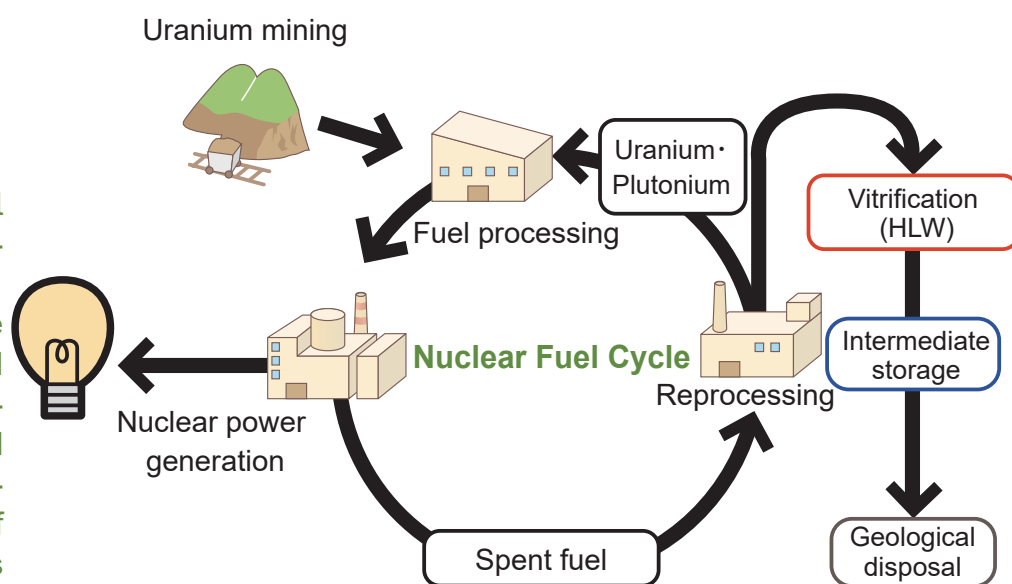 Uranium mining
Uranium・
Plutonium
Vitrification
(HLW)
Fuel processing
Nuclear Fuel Cycle
Intermediate
storage
Reprocessing
Nuclear power
generation
Spent fuel
Geological
disposal